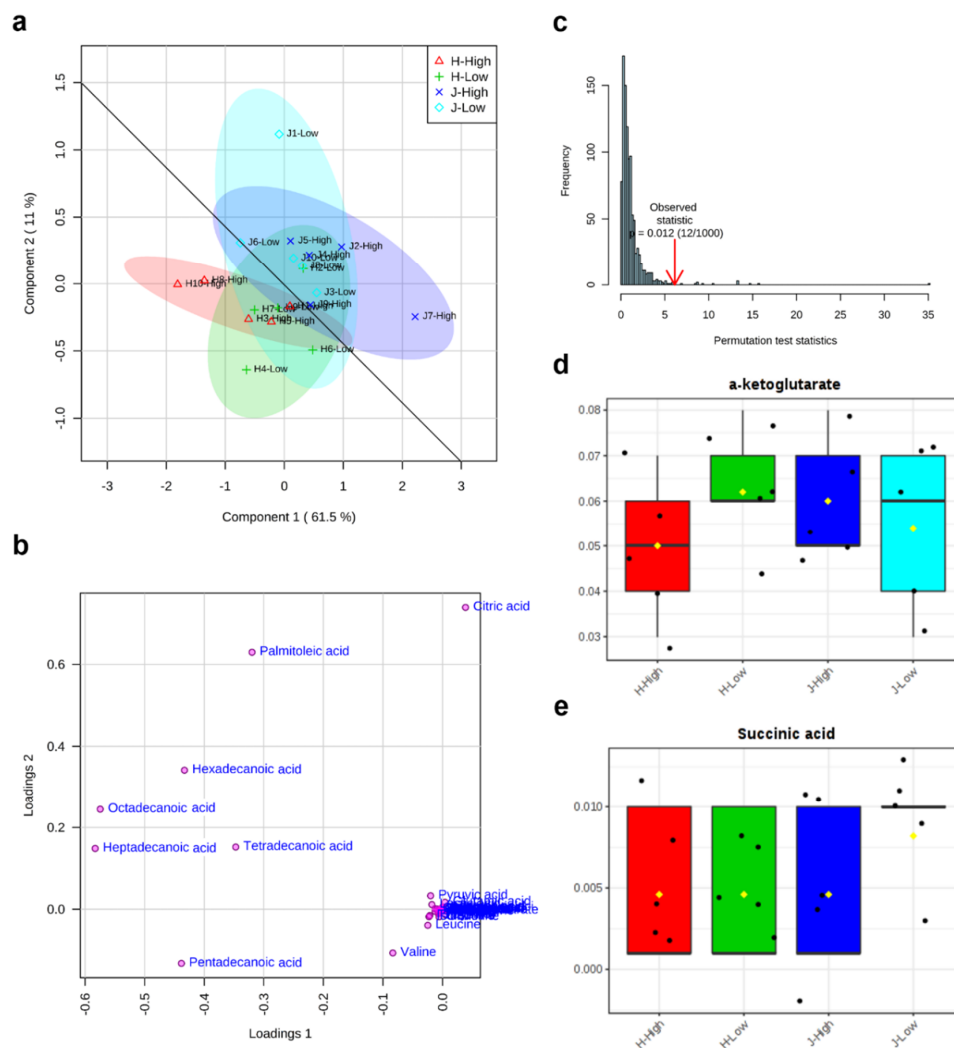 a
H-High
H-Low
J-High
J-Low
1.5
1.0
0.5
0.0
-0.5
-1.0
Component 2 ( 11 %)
J1-Low
J6-Low
J5-High
J2-High
H2-Low
H8-High
H10-High
J3-Low
J9-High
H7-Low
H3-High
H6-Low
H4-Low
J7-High
-3 -2 -1 0 1 2 3
Component 1 ( 61.5 %)
b
Loadings 2
0.6
0.4
0.2
0.0
Citric acid
Palmitoleic acid
Hexadecanoic acid
Octadecanoic acid
Heptadecanoic acid
Tetradecanoic acid
Pyruvic acid
Leucine
Valine
Pentadecanoic acid
-0.6 -0.5 -0.4 -0.3 -0.2 -0.1 0.0
Loadings 1
c
Frequency
150
100
50
0
Observed
statistic
p = 0.012 (12/1000)
0 5 10 15 20 25 30 35
Permutation test statistics
d
a-ketoglutarate
0.08
0.07
0.06
0.05
0.04
0.03
H-High H-Low J-High J-Low
e
Succinic acid
0.010
0.005
0.000
H-High H-Low J-High J-Low